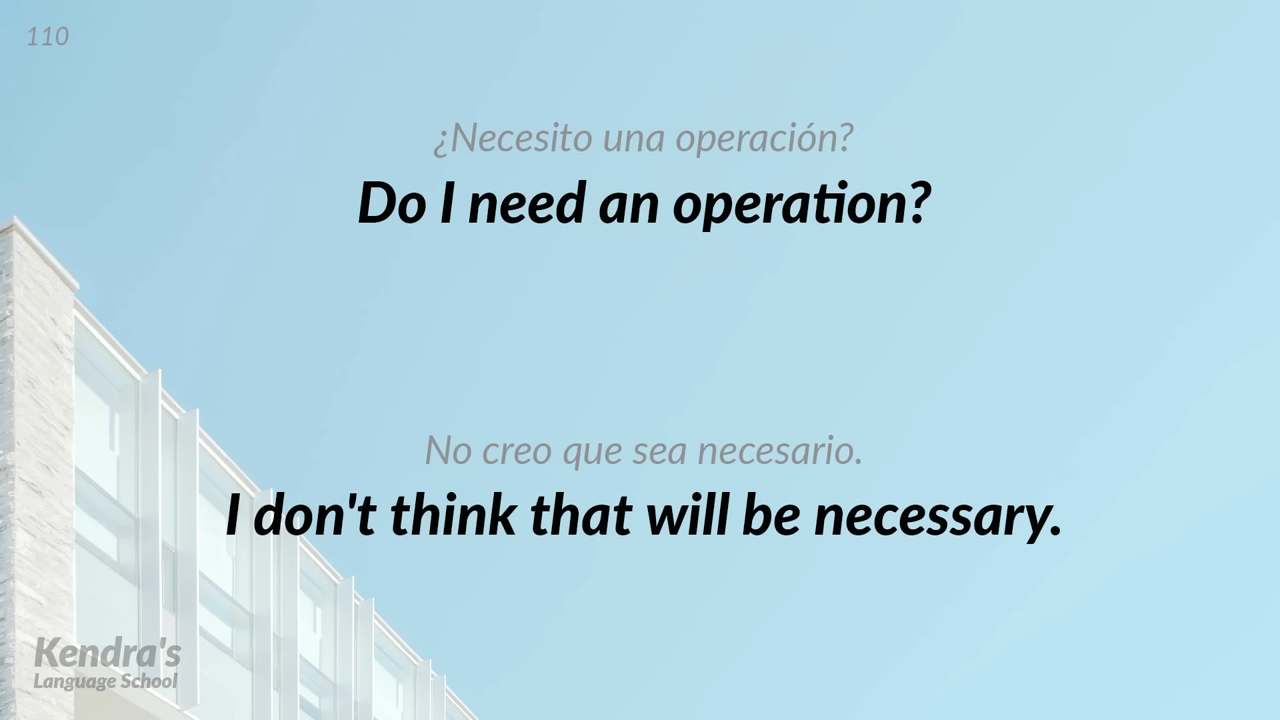 110
¿Necesito una operación?
Do I need an operation?
No creo que sea necesario.
I don't think that will be necessary.
Kendra's
Language School